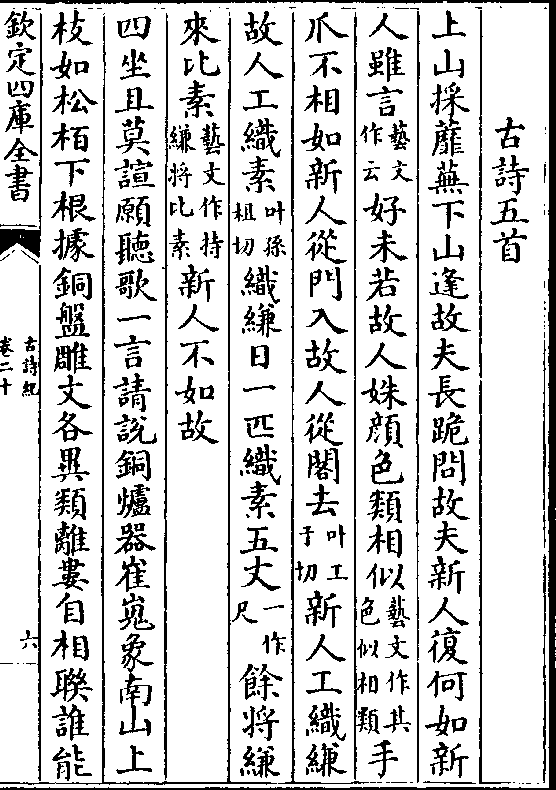 古詩五首
上山採蘼蕪下山逢故夫長跪問故夫新人復何如新
人雖言藝文作云好未若故人姝顏色類相似藝文作其色似相類手
爪不相如新人從門入故人從閤去叶工于切新人工織縑
故人工織素叶孫租切織縑日一匹織素五丈一作尺餘將縑
來比素藝文作持縑將比素新人不如故
四坐且莫諠願聽歌一言請說銅爐器崔嵬象南山上
枝如松栢下根據銅盤雕文各異類離婁自相聯誰能
欽定四庫全書
古詩紀
卷二十
六